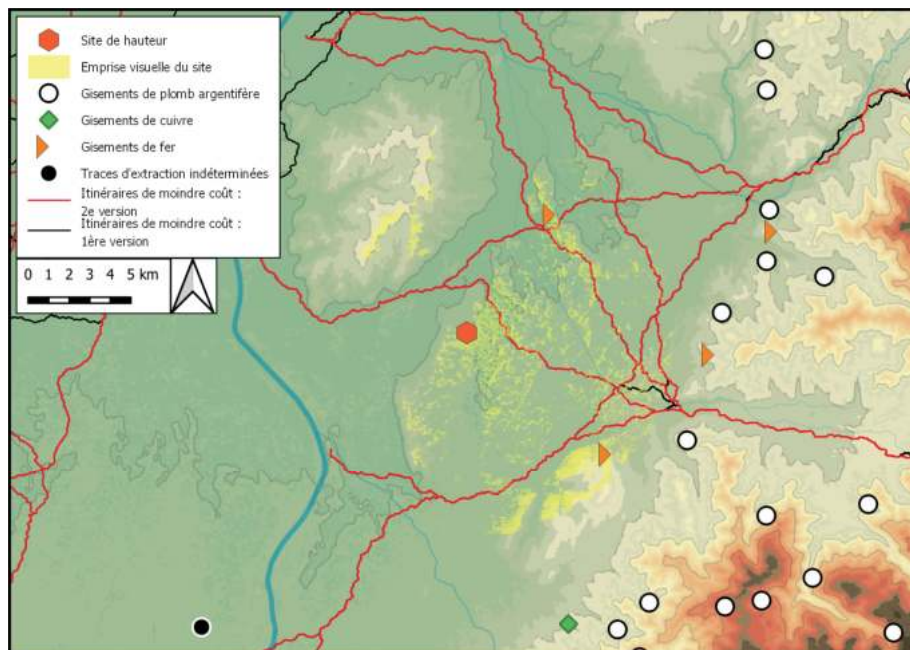 Site de hauteur
Emprise visuelle du site
Gisements de plomb argentifère
Gisements de cuivre
Gisements de fer
Traces d'extraction indéterminées
Itinéraires de moindre coût :
2e version
Itinéraires de moindre coût :
1ère version
0 1 2 3 4 5 km